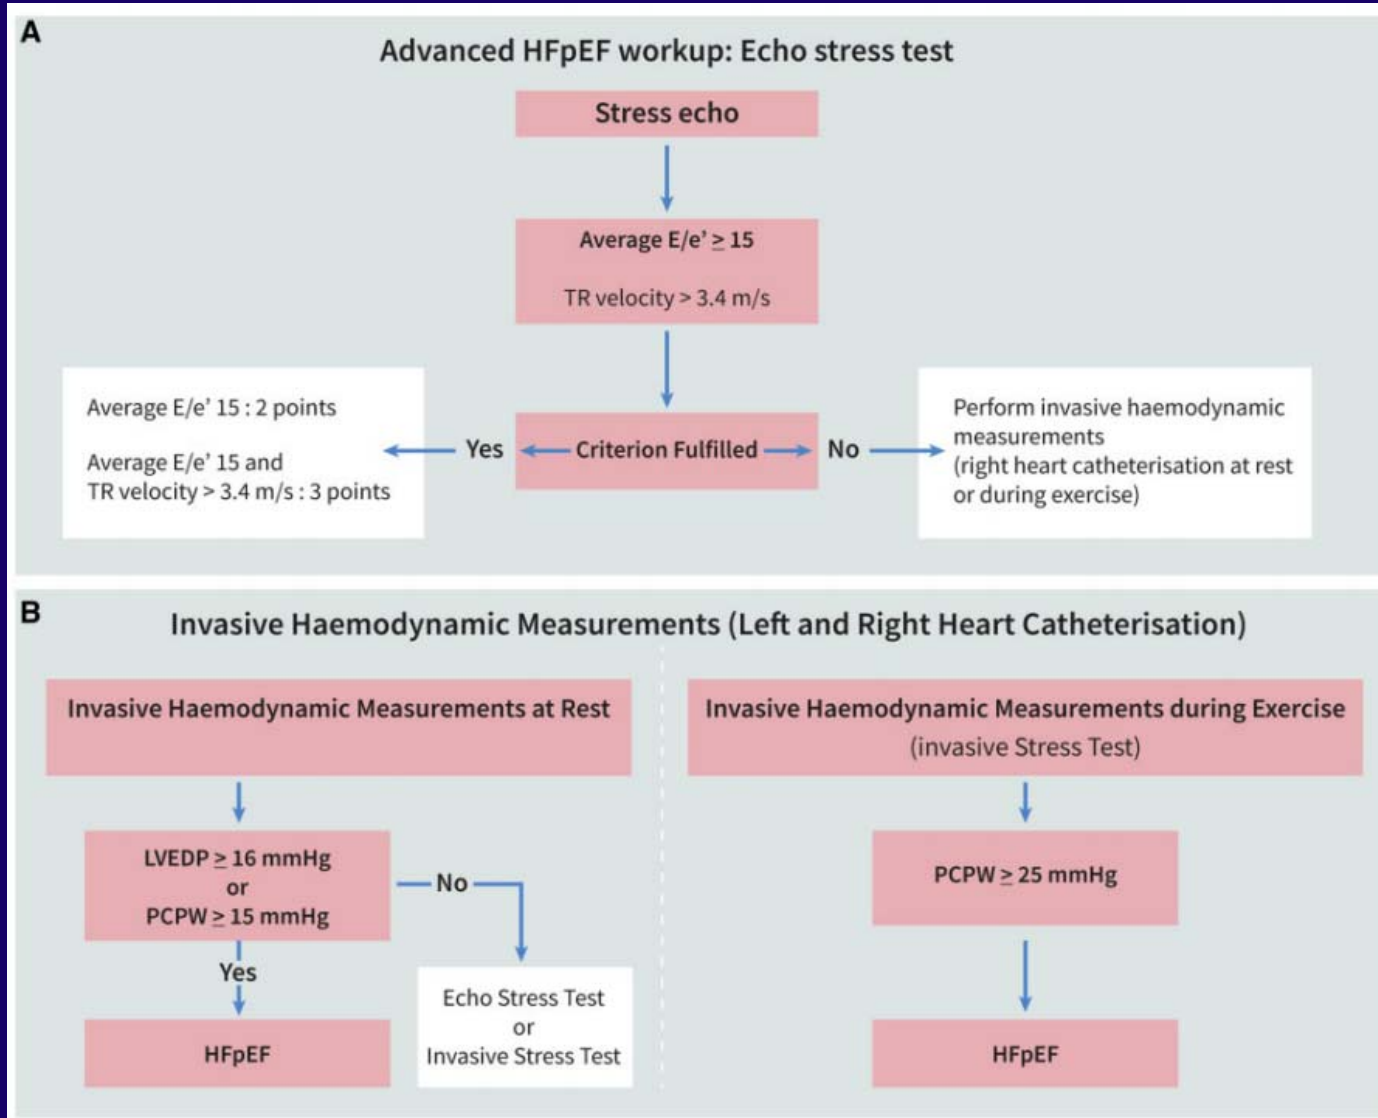 A
Advanced HFpEF workup: Echo stress test
Stress echo
Average E/e’ ≥ 15
TR velocity > 3.4 m/s
Average E/e’ 15 : 2 points
Average E/e’ 15 and
TR velocity > 3.4 m/s : 3 points
Yes
Criterion Fulfilled
No
Perform invasive haemodynamic
measurements
(right heart catheterisation at rest
or during exercise)
B
Invasive Haemodynamic Measurements (Left and Right Heart Catheterisation)
Invasive Haemodynamic Measurements at Rest
LVEDP ≥ 16 mmHg
or
PCPW ≥ 15 mmHg
No
Yes
Echo Stress Test
or
Invasive Stress Test
HFpEF
Invasive Haemodynamic Measurements during Exercise
(invasive Stress Test)
PCPW ≥ 25 mmHg
HFpEF